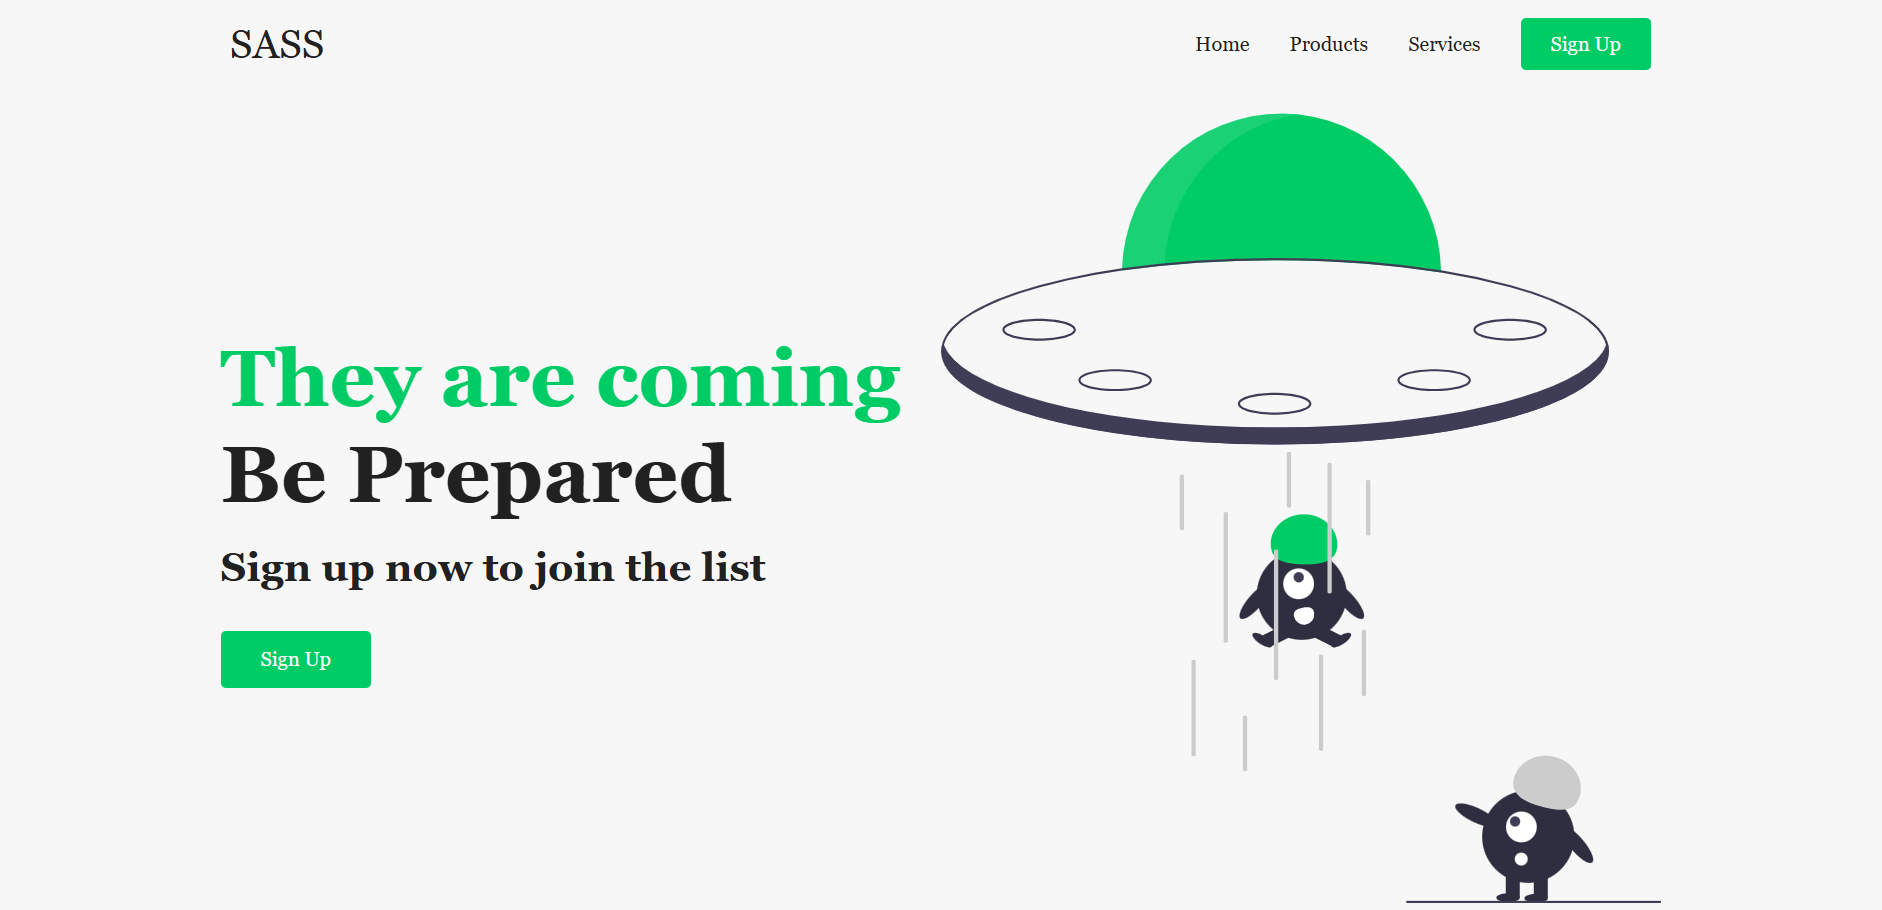 SASS
Home
Products
Services
Sign Up
They are coming
Be Prepared
Sign up now to join the list
Sign Up